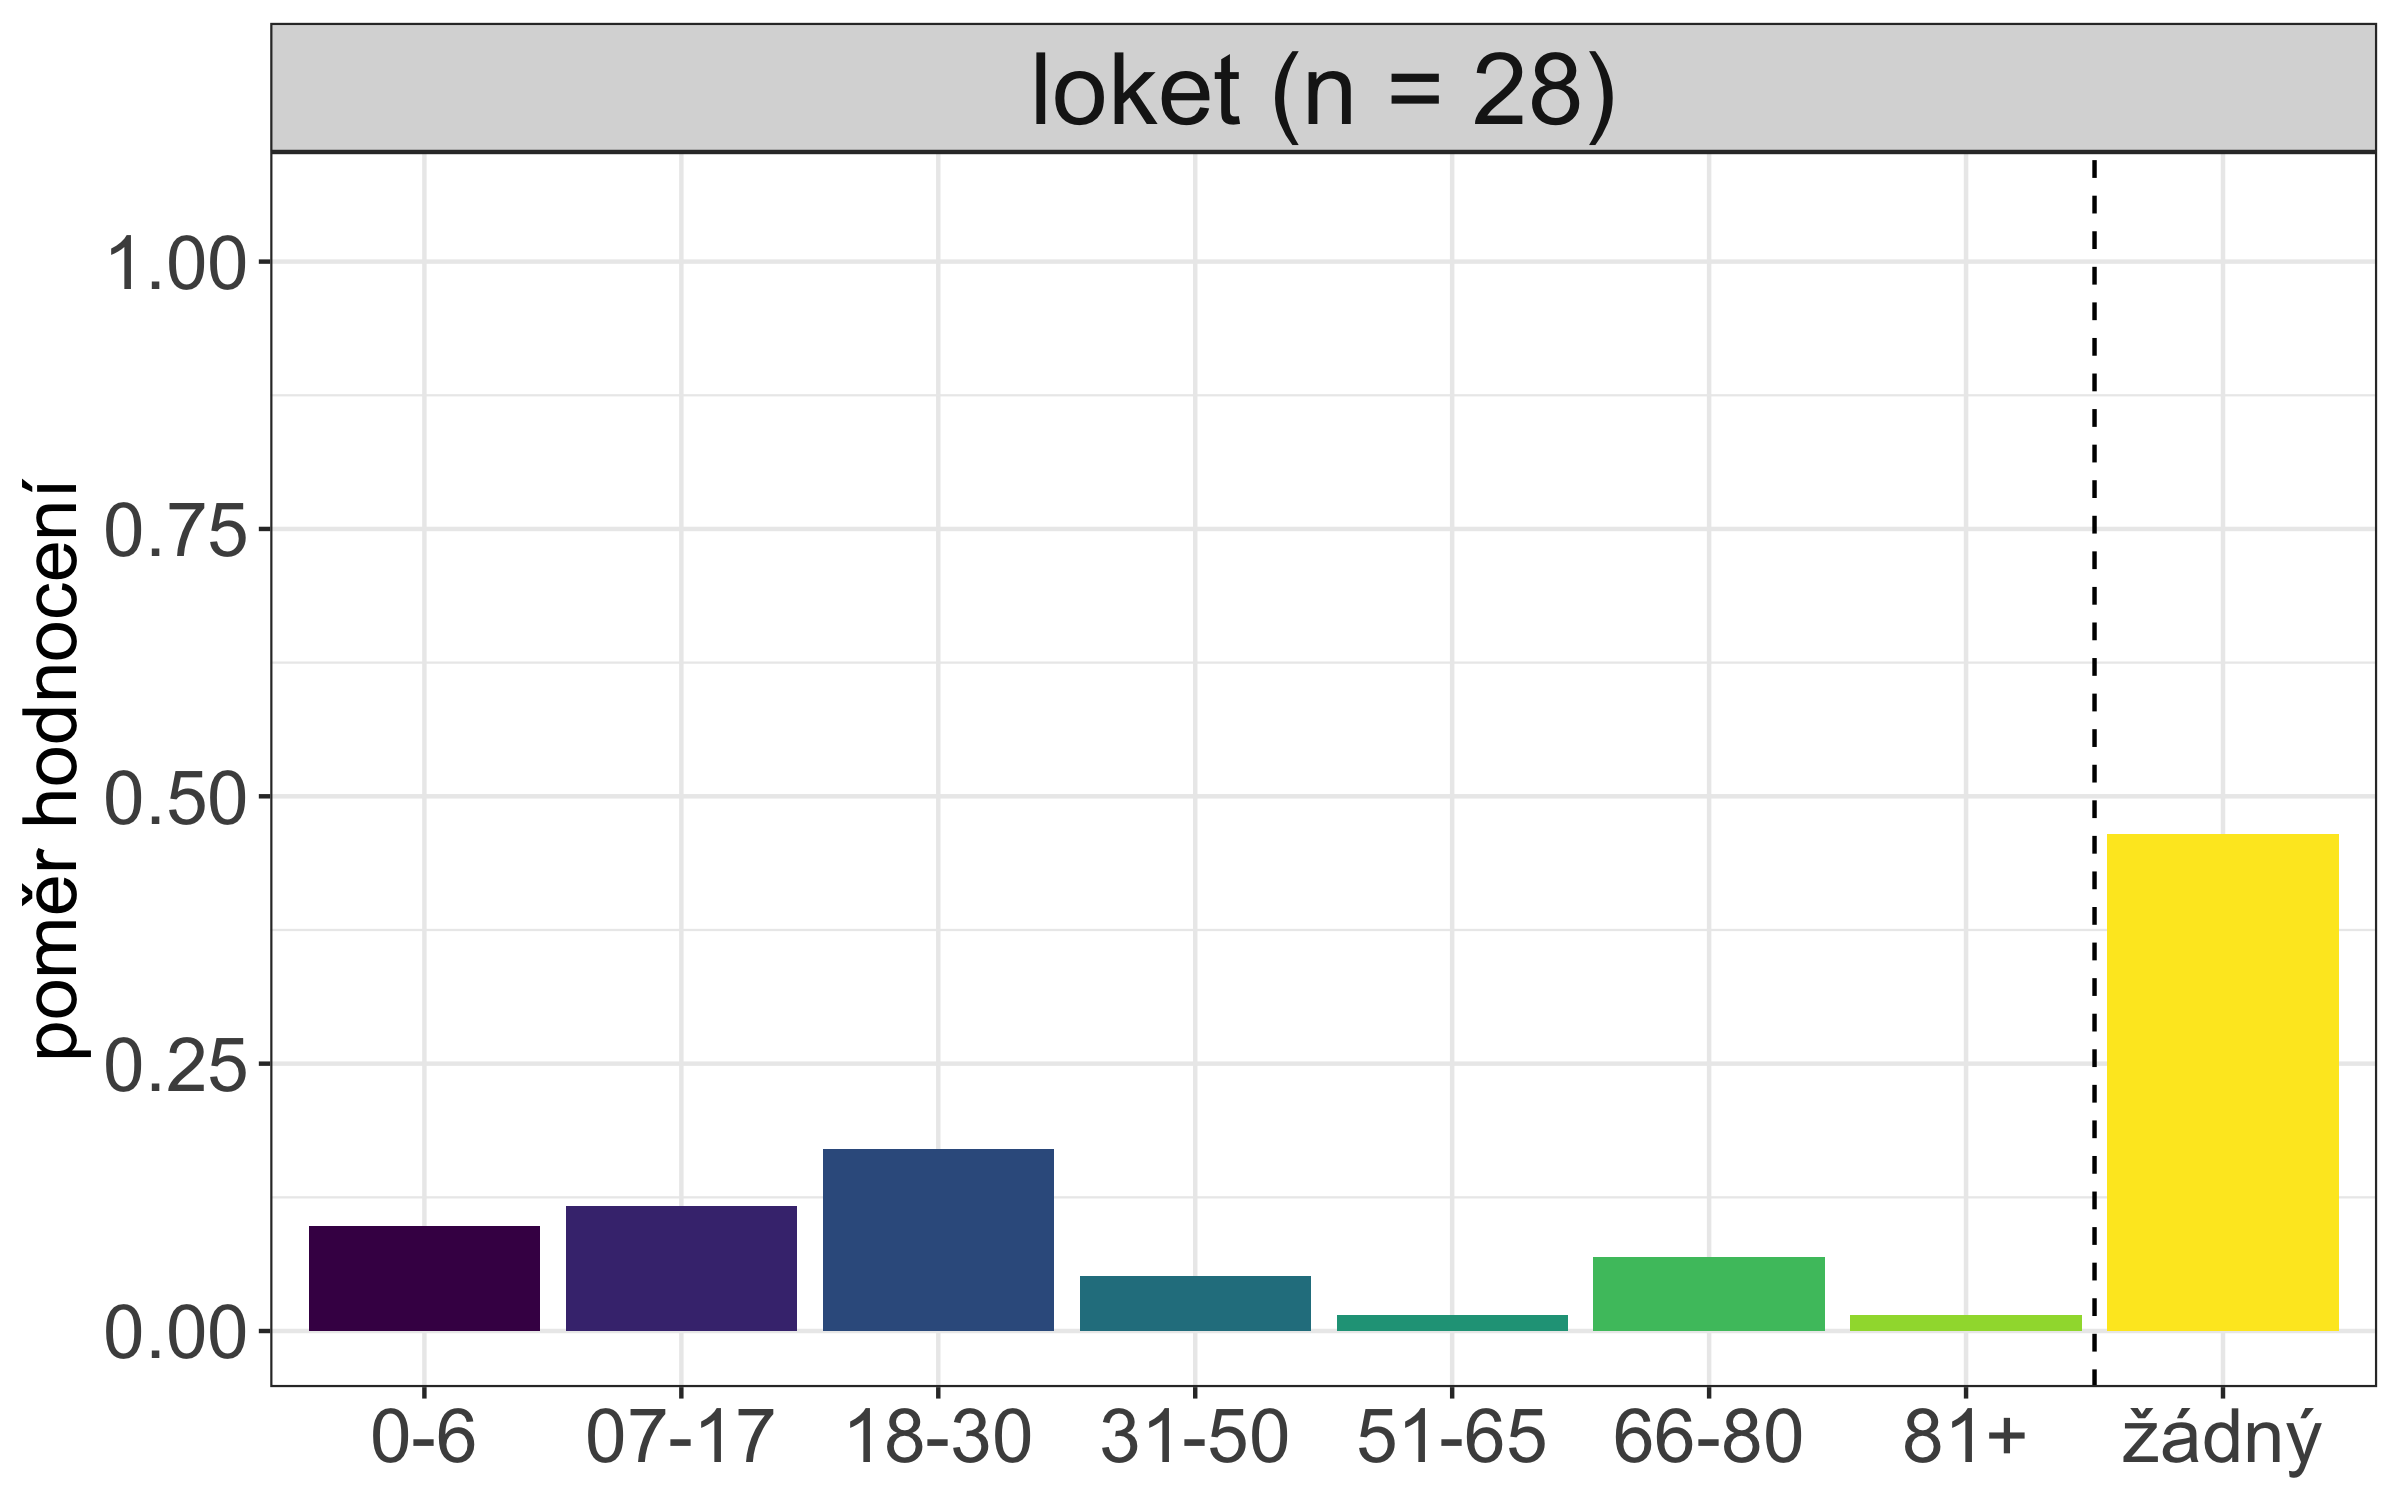 loket (n = 28)
poměr hodnocení
1.00
0.75
0.50
0.25
0.00
0-6 07-17 18-30 31-50 51-65 66-80 81+ žádný